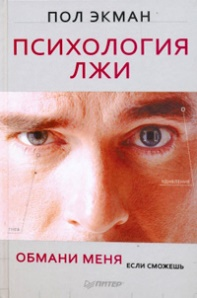 ПОЛ ЭКМАН
ПСИХОЛОГИЯ
ЛЖИ
ОБМАНИ МЕНЯ
ЕСЛИ СМОЖЕШЬ
ПИТЕР